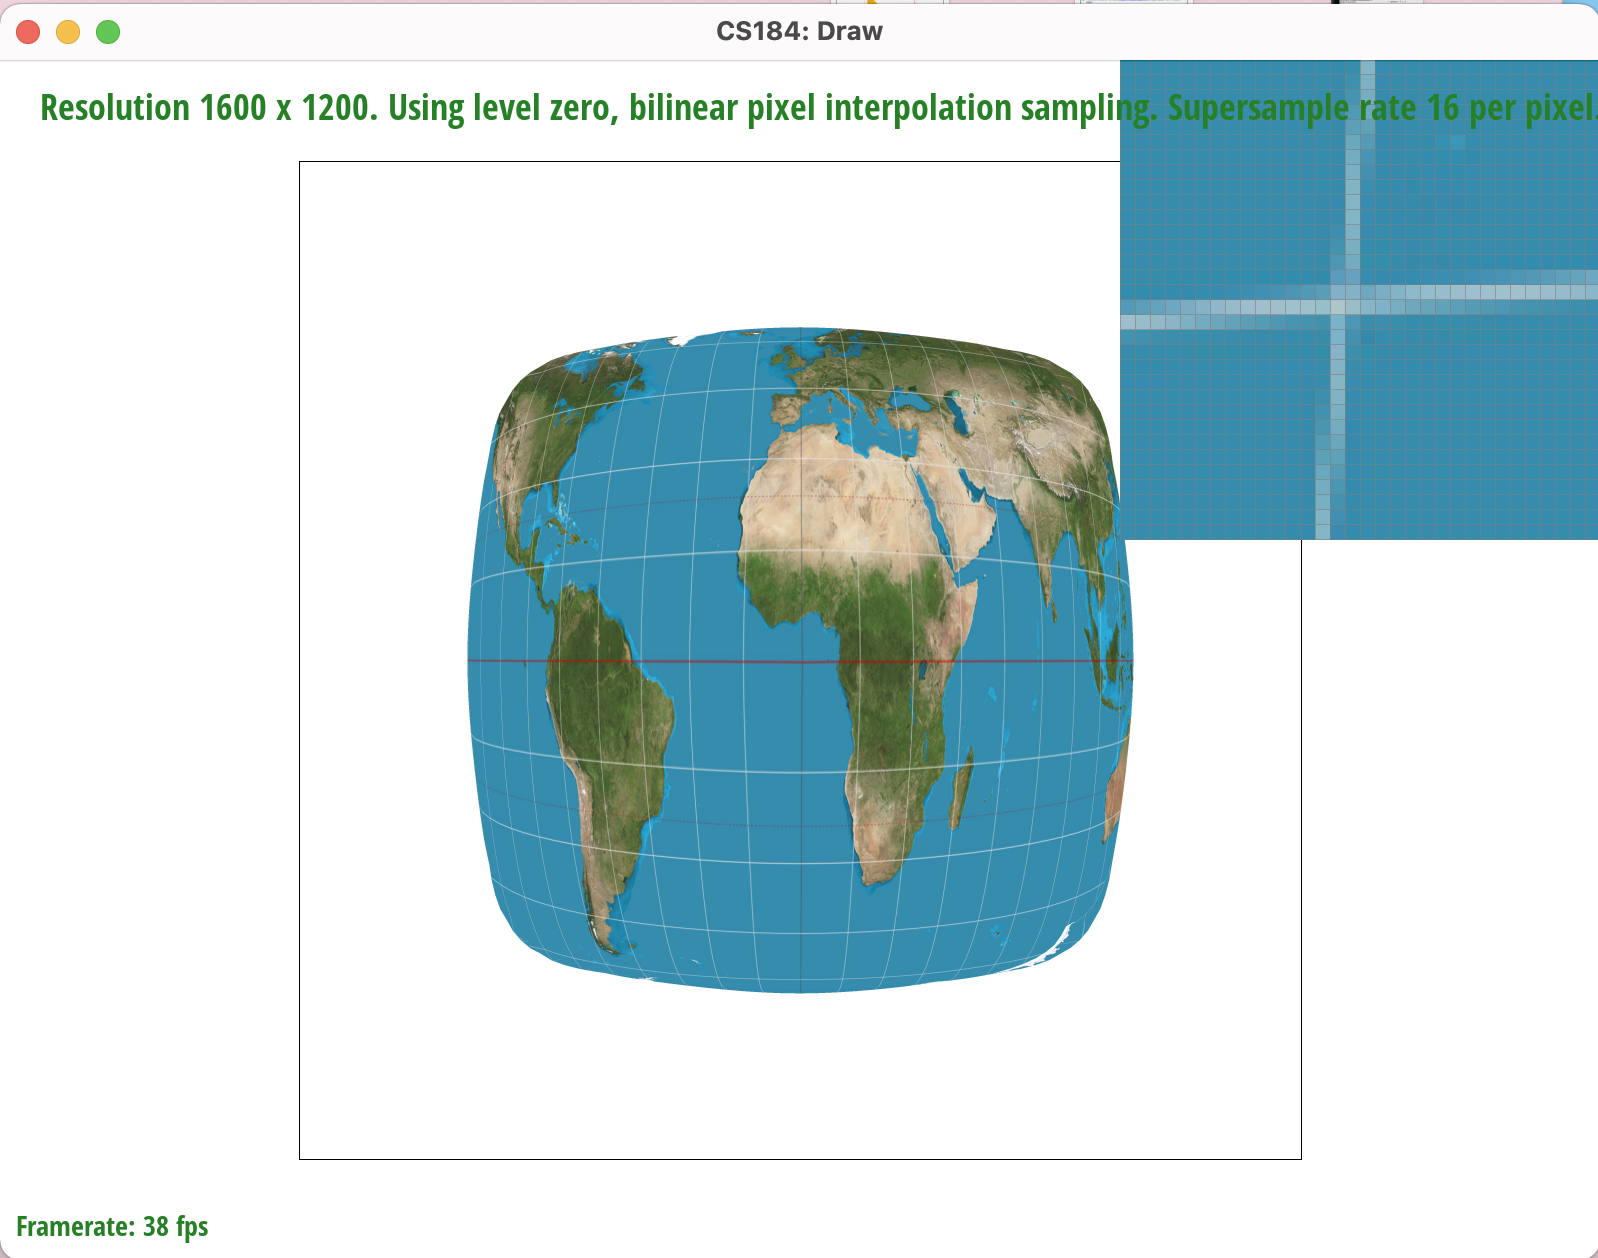 CS184: Draw
Resolution 1600 x 1200. Using level zero, bilinear pixel interpolation sampling. Supersample rate 16 per pixel.
Framerate: 38 fps